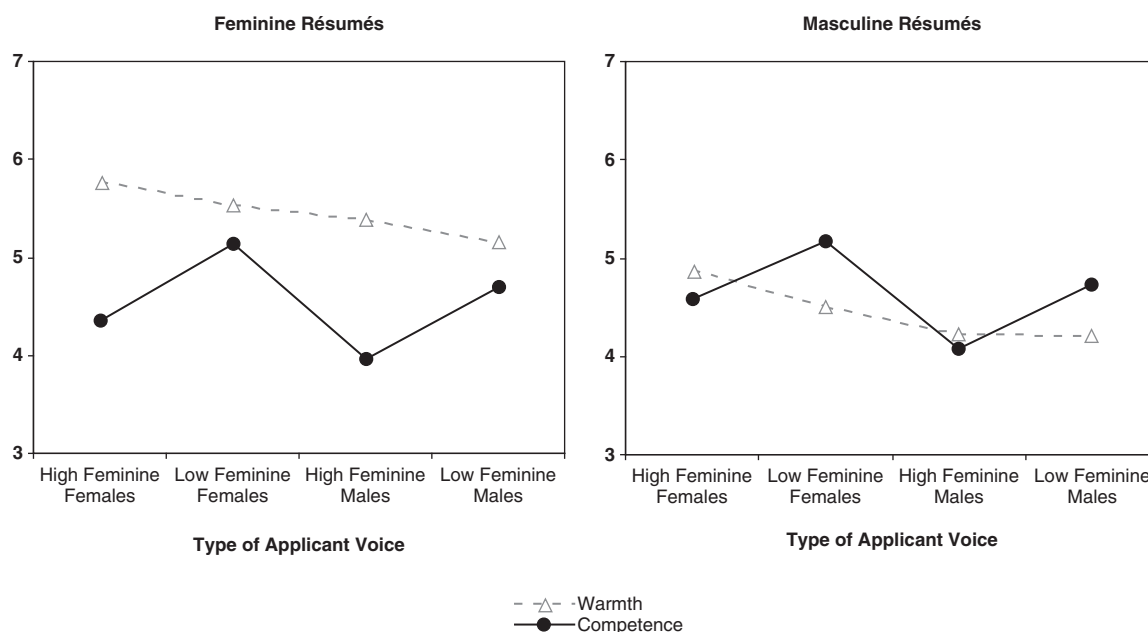 Feminine Résumés
7
6
5
4
3
High Feminine Females
Low Feminine Females
High Feminine Males
Low Feminine Males
Type of Applicant Voice
Masculine Résumés
7
6
5
4
3
High Feminine Females
Low Feminine Females
High Feminine Males
Low Feminine Males
Type of Applicant Voice
Warmth
Competence